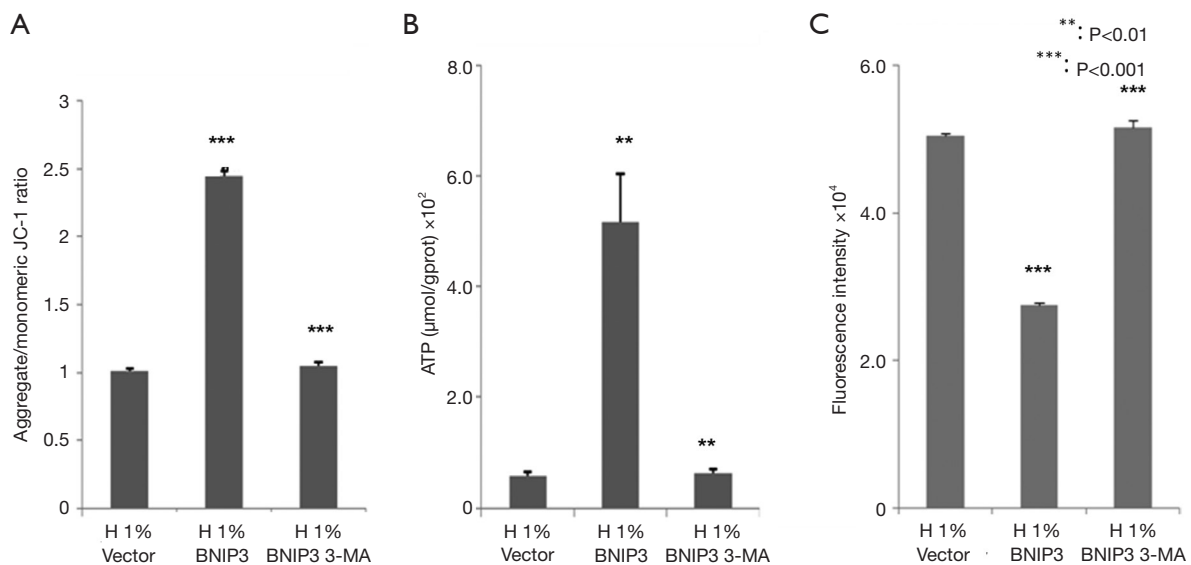 A
Aggregate/monomeric JC-1 ratio
3
2.5
2
1.5
1
0.5
0
***
***
H 1%
Vector
H 1%
BNIP3
H 1%
BNIP3 3-MA
B
ATP (μmol/gprot) ×10²
8.0
6.0
4.0
2.0
0
**
**
H 1%
Vector
H 1%
BNIP3
H 1%
BNIP3 3-MA
C
**: P<0.01
***: P<0.001
Fluorescence intensity ×10⁴
6.0
4.0
2.0
0
***
***
H 1%
Vector
H 1%
BNIP3
H 1%
BNIP3 3-MA